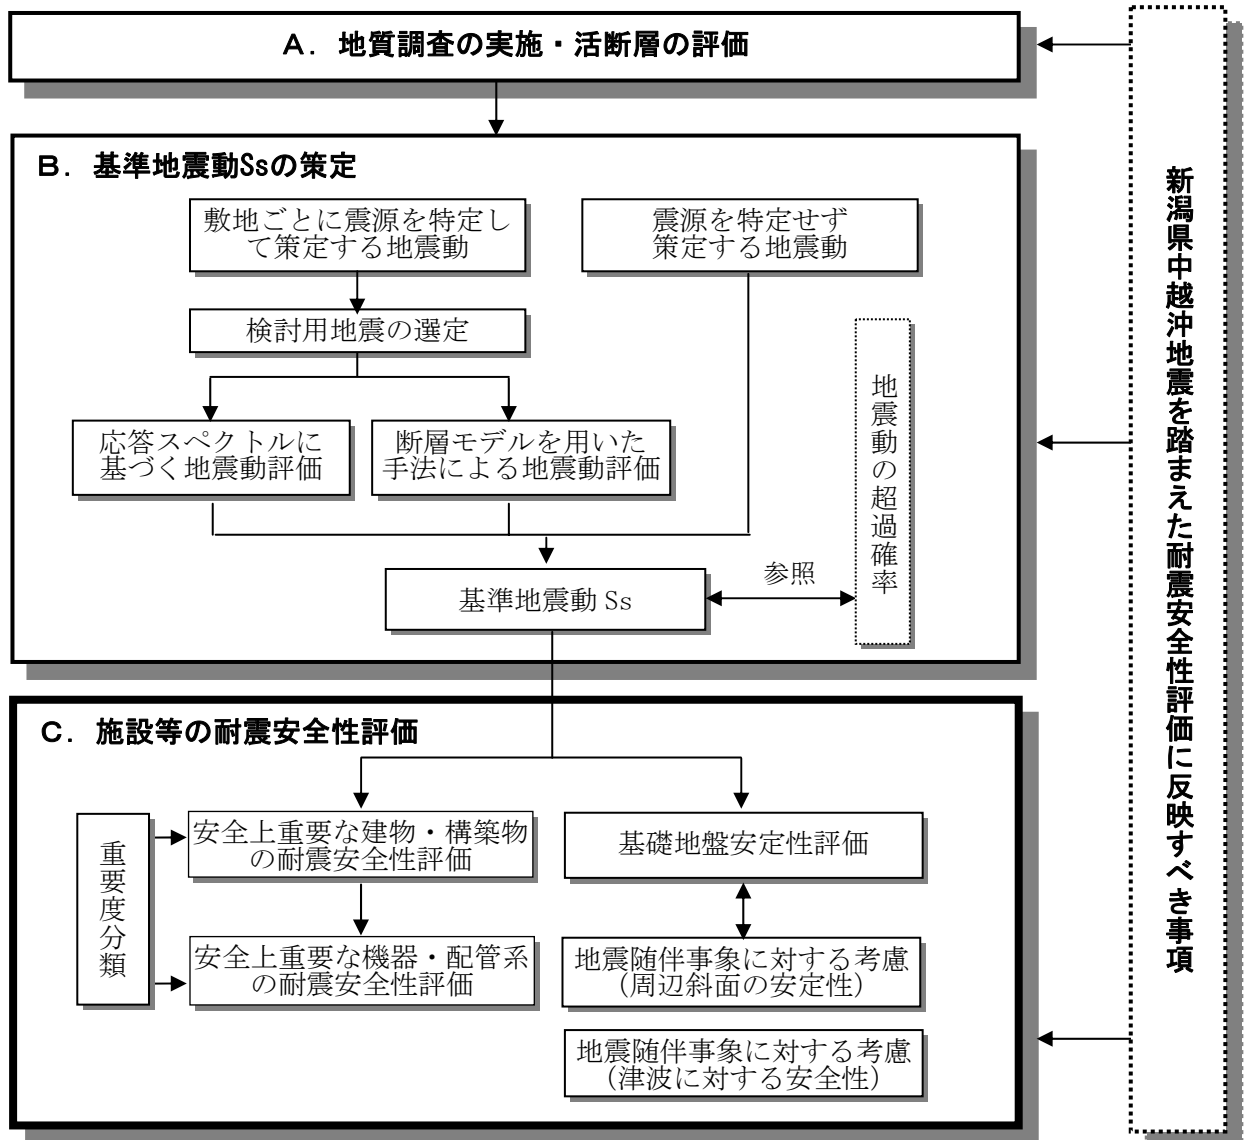 A. 地質調査の実施・活断層の評価
B. 基準地震動Ssの策定
敷地ごとに震源を特定し
て策定する地震動
震源を特定せず
策定する地震動
検討用地震の選定
応答スペクトルに
基づく地震動評価
断層モデルを用いた
手法による地震動評価
地震動の超過確率
参照
基準地震動 Ss
C. 施設等の耐震安全性評価
重要度分類
安全上重要な建物・構築物
の耐震安全性評価
基礎地盤安定性評価
安全上重要な機器・配管系
の耐震安全性評価
地震随伴事象に対する考慮
（周辺斜面の安定性）
地震随伴事象に対する考慮
（津波に対する安全性）
新潟県中越沖地震を踏まえた耐震安全性評価に反映すべき事項